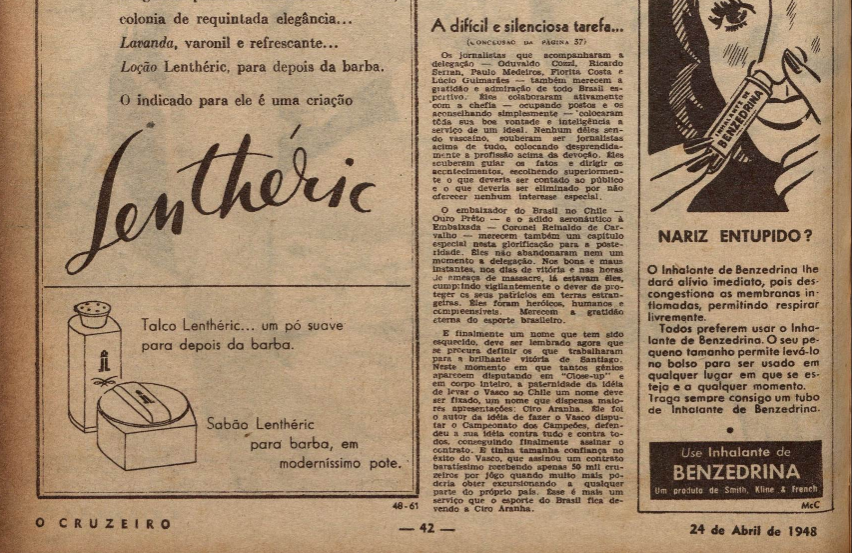 colonia de requintada elegância...
Lavanda, varonil e refrescante...
Loção Lenthéric, para depois da barba.
O indicado para ele é uma criação
Lenthéric
Talco Lenthéric... um pó suave
para depois da barba.
Sabão Lenthéric
para barba, em
moderníssimo pote.
48-61
A difícil e silenciosa tarefa...
(CONCLUSÃO DA PÁGINA 37)
Os jornalistas que acompanharam a
delegação — Oduvaldo Cozzi, Ricardo
Serran, Paulo Medeiros, Florita Costa e
Lúcio Guimarães — também merecem a
gratidão e admiração de todo Brasil es-
portivo. Êles colaboraram ativamente
com a chefia — ocupando postos e os
aconselhando simplesmente — colocaram
tôda sua boa vontade e inteligência a
serviço de um ideal. Nenhum dêles sen-
do vascaíno, souberam ser jornalistas
acima de tudo, colocando desprendida-
mente a profissão acima da devoção. Êles
souberam guiar os fatos e dirigir os
acontecimentos, escolhendo superiormen-
te o que deveria ser contado ao público
e o que deveria ser eliminado por não
oferecer nenhum interesse especial.
O embaixador do Brasil no Chile —
Ouro Prêto — e o adido aeronáutico à
Embaixada — Coronel Reinaldo de Car-
valho — merecem também um capítulo
especial nesta glorificação para a poste-
ridade. Êles não abandonaram nem um
momento a delegação. Nos bons e maus
instantes, nos dias de vitória e nas horas
de ameaça de massacre, lá estavam êles,
cumprindo vigilantemente o dever de pro-
teger os seus patrícios em terras estran-
geiras. Êles foram heróicos, humanos e
compreensíveis. Merecem a gratidão
eterna do esporte brasileiro.
E finalmente um nome que tem sido
esquecido, deve ser lembrado agora que
se procura definir os que trabalharam
para a brilhante vitória de Santiago.
Neste momento em que tantos gênios
aparecem disputando em "Close-up" e
em corpo inteiro, a paternidade da idéia
de levar o Vasco ao Chile um nome deve
ser fixado, um nome que dispensa maio-
res apresentações: Ciro Aranha. Êle foi
o autor da idéia de fazer o Vasco dispu-
tar o Campeonato dos Campeões, defen-
deu a sua idéia contra tudo e contra to-
dos, conseguindo finalmente assinar o
contrato. E tinha tamanha confiança no
êxito do Vasco, que assinou um contrato
baratíssimo recebendo apenas 50 mil cru-
zeiros por jôgo quando muito mais po-
deria obter excursionando a qualquer
parte do próprio país. Esse é mais um
serviço que o esporte do Brasil fica de-
vendo a Ciro Aranha.
INHALANTE DE
BENZEDRINA
NARIZ ENTUPIDO?
O Inhalante de Benzedrina lhe
dará alívio imediato, pois des-
congestiona as membranas in-
flamadas, permitindo respirar
livremente.
Todos preferem usar o Inha-
lante de Benzedrina. O seu pe-
queno tamanho permite levá-lo
no bolso para ser usado em
qualquer lugar em que se es-
teja e a qualquer momento.
Traga sempre consigo um tubo
de Inhalante de Benzedrina.
Use Inhalante de
BENZEDRINA
Um produto de Smith, Kline & French
McC
O CRUZEIRO
— 42 —
24 de Abril de 1948